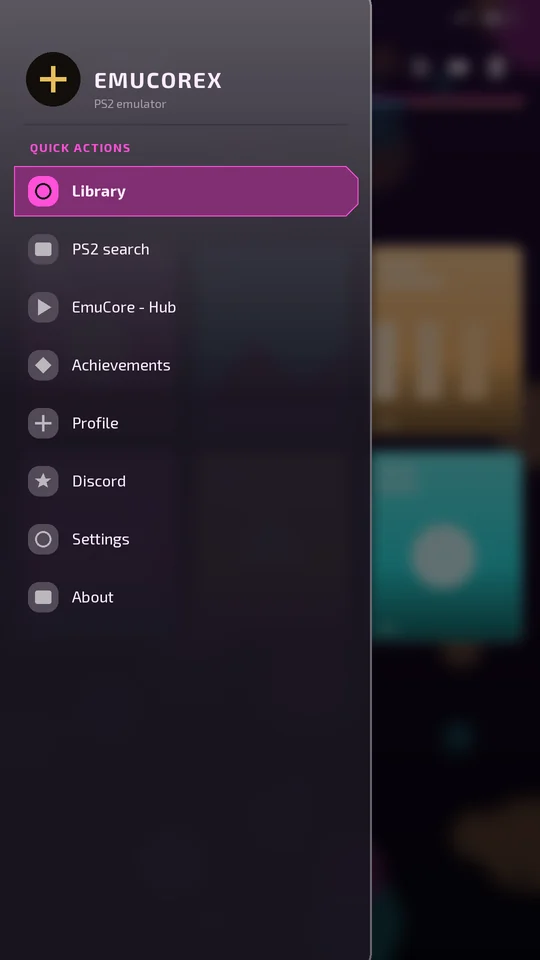 EMUCOREX
PS2 emulator
QUICK ACTIONS
Library
PS2 search
EmuCore - Hub
Achievements
Profile
Discord
Settings
About